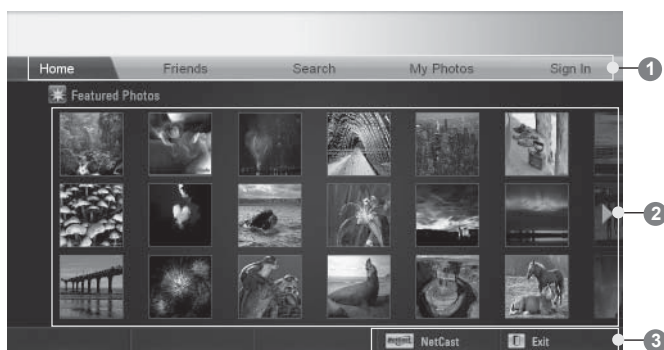 Home Friends Search My Photos Sign In
1
Featured Photos
2
NetCast Exit
3